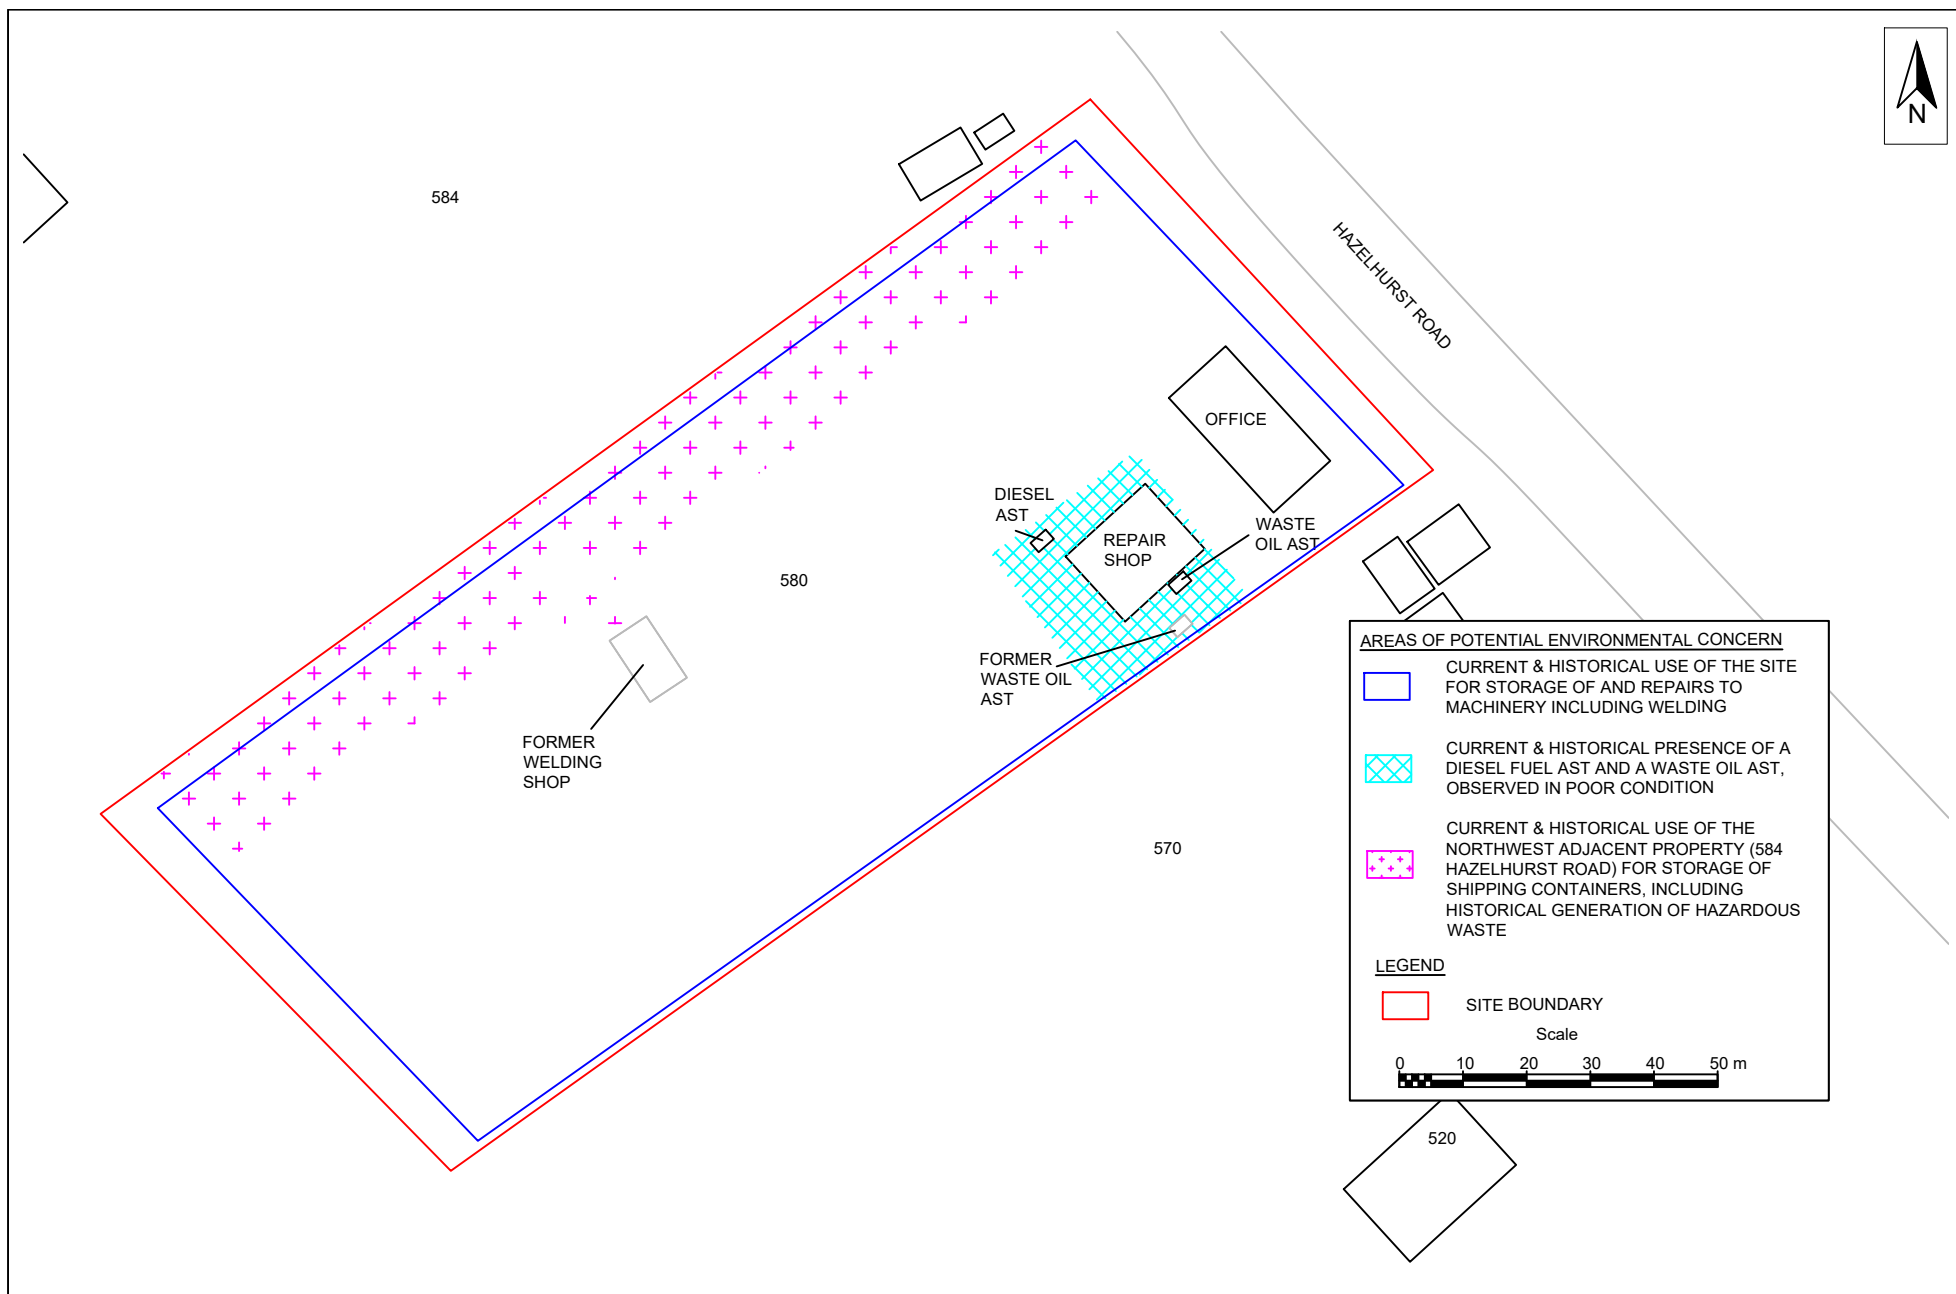 N
584
HAZELHURST ROAD
OFFICE
DIESEL
AST
WASTE
OIL AST
REPAIR
SHOP
580
FORMER
WASTE OIL
AST
FORMER
WELDING
SHOP
570
AREAS OF POTENTIAL ENVIRONMENTAL CONCERN
CURRENT & HISTORICAL USE OF THE SITE
FOR STORAGE OF AND REPAIRS TO
MACHINERY INCLUDING WELDING
CURRENT & HISTORICAL PRESENCE OF A
DIESEL FUEL AST AND A WASTE OIL AST,
OBSERVED IN POOR CONDITION
CURRENT & HISTORICAL USE OF THE
NORTHWEST ADJACENT PROPERTY (584
HAZELHURST ROAD) FOR STORAGE OF
SHIPPING CONTAINERS, INCLUDING
HISTORICAL GENERATION OF HAZARDOUS
WASTE
LEGEND
SITE BOUNDARY
Scale
0 10 20 30 40 50 m
520